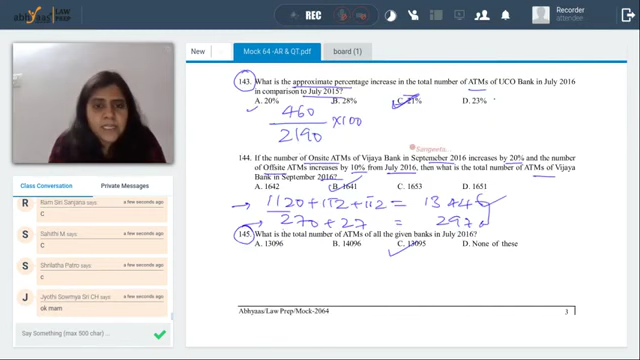 abhyaas LAW PREP
REC
Recorder
attendee
New Mock 64 -AR & QT.pdf board (1)
143. What is the approximate percentage increase in the total number of ATMs of UCO Bank in July 2016
in comparison to July 2015?
A. 20% B. 28% C. 21% D. 23%
460
2190 ×100
Sangeeta
144. If the number of Onsite ATMs of Vijaya Bank in Septemeber 2016 increases by 20% and the number
of Offsite ATMs increases by 10% from July 2016, then what is the total number of ATMs of Vijaya
Bank in September 2016?
A. 1642 B. 1641 C. 1653 D. 1651
→ 1120+112+112 = 1344
→ 270+27 = 297
145. What is the total number of ATMs of all the given banks in July 2016?
A. 13096 B. 14096 C. 13095 D. None of these
Abhyaas/Law Prep/Mock-2064 3
Class Conversation Private Messages
R Ram Siri Sarpana a few seconds ago
C
S Sahithi M a few seconds ago
C
S Shrilatha Patro a few seconds ago
c
J Jyothi Sowmya Sri CH a few seconds ago
ok mam
Say Something (max 500 char)